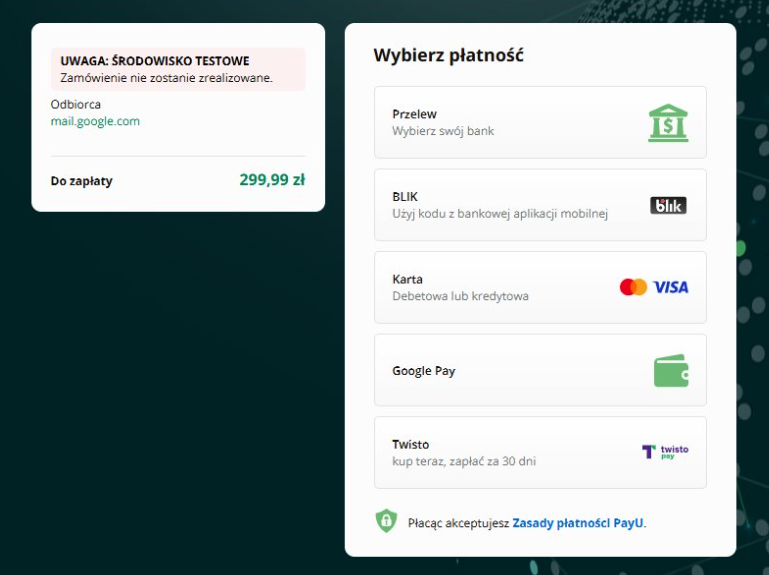 UWAGA: ŚRODOWISKO TESTOWE
Zamówienie nie zostanie zrealizowane.
Odbiorca
mail.google.com
Do zapłaty 299,99 zł
Wybierz płatność
Przelew
Wybierz swój bank
$
BLIK
Użyj kodu z bankowej aplikacji mobilnej
blik
Karta
Debetowa lub kredytowa
VISA
Google Pay
Twisto
kup teraz, zapłać za 30 dni
twisto
pay
Płacąc akceptujesz Zasady płatności PayU.